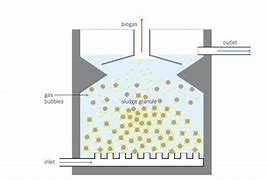 biogas
outlet
gas
bubbles
sludge granule
inlet